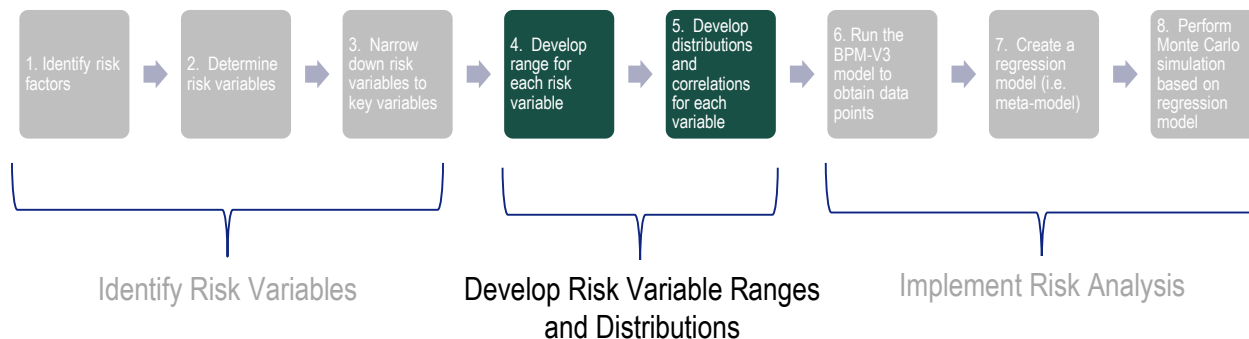 1. Identify risk
factors
2. Determine
risk variables
3. Narrow
down risk
variables to
key variables
4. Develop
range for
each risk
variable
5. Develop
distributions
and
correlations
for each
variable
6. Run the
BPM-V3
model to
obtain data
points
7. Create a
regression
model (i.e.
meta-model)
8. Perform
Monte Carlo
simulation
based on
regression
model
Identify Risk Variables
Develop Risk Variable Ranges
and Distributions
Implement Risk Analysis